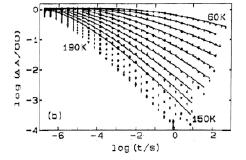 0
-1
-2
-3
-4
log(ΔA/OD)
60K
190K
150K
(b)
-6 -4 -2 0 2
log(t/s)